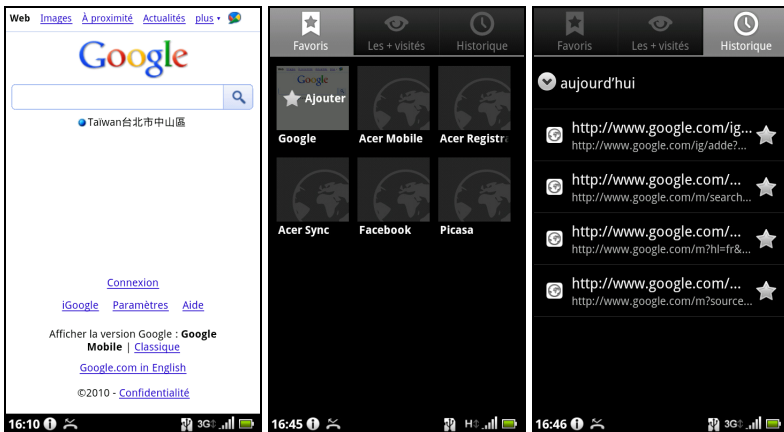 Web Images À proximité Actualités plus
Google
Taïwan台北市中山區
Connexion
iGoogle Paramètres Aide
Afficher la version Google : Google
Mobile | Classique
Google.com in English
©2010 - Confidentialité
16:10 3G
Favoris Les + visités Historique
Google
Ajouter
Google Acer Mobile Acer Registra
Acer Sync Facebook Picasa
16:45 H
Favoris Les + visités Historique
aujourd'hui
http://www.google.com/ig...
http://www.google.com/ig/adde?...
http://www.google.com/...
http://www.google.com/m/search...
http://www.google.com/...
http://www.google.com/m?hl=fr&...
http://www.google.com/...
http://www.google.com/m?source...
16:46 3G